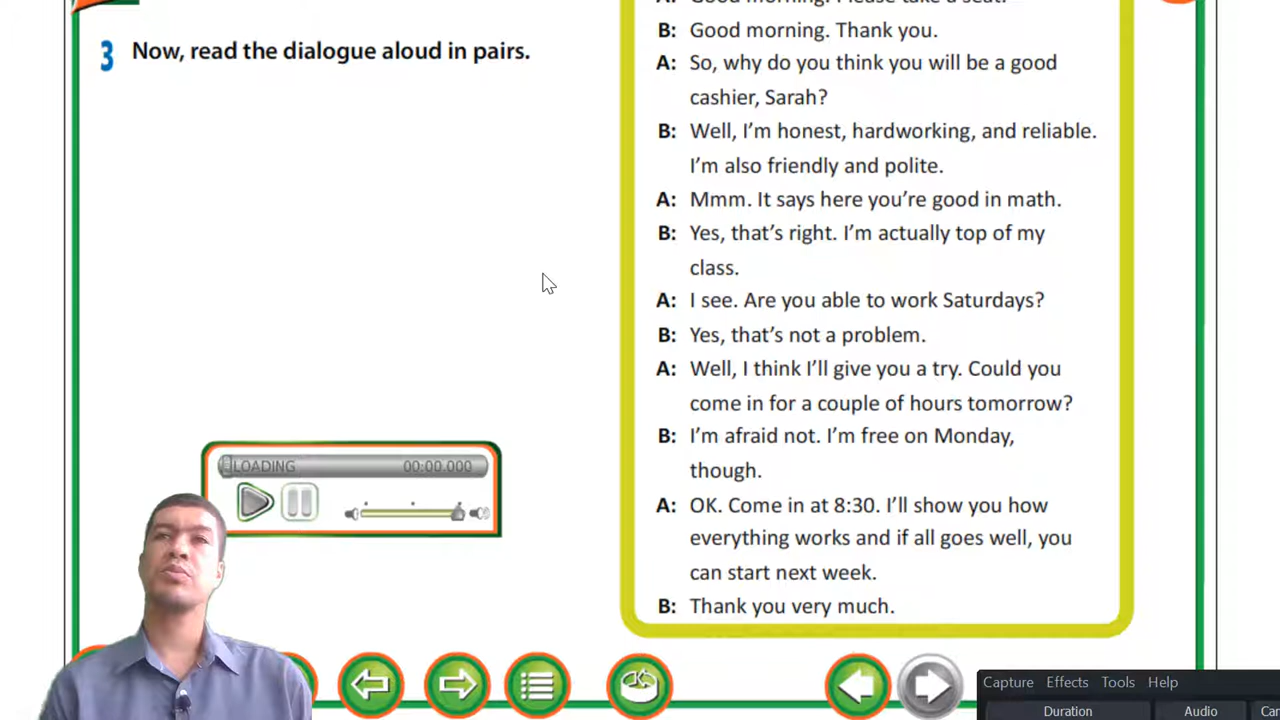 A: Good morning. Please take a seat.
3 Now, read the dialogue aloud in pairs.
B: Good morning. Thank you.
A: So, why do you think you will be a good
cashier, Sarah?
B: Well, I'm honest, hardworking, and reliable.
I'm also friendly and polite.
A: Mmm. It says here you're good in math.
B: Yes, that's right. I'm actually top of my
class.
A: I see. Are you able to work Saturdays?
B: Yes, that's not a problem.
A: Well, I think I'll give you a try. Could you
come in for a couple of hours tomorrow?
B: I'm afraid not. I'm free on Monday,
though.
A: OK. Come in at 8:30. I'll show you how
everything works and if all goes well, you
can start next week.
B: Thank you very much.
LOADING 00:00.000
Capture Effects Tools Help
Duration Audio